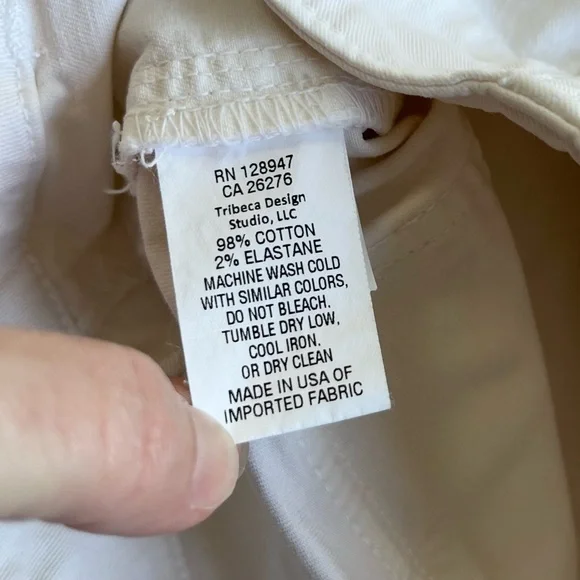 RN 128947
CA 26276
Tribeca Design
Studio, LLC
98% COTTON
2% ELASTANE
MACHINE WASH COLD
WITH SIMILAR COLORS,
DO NOT BLEACH.
TUMBLE DRY LOW.
COOL IRON.
OR DRY CLEAN
MADE IN USA OF
IMPORTED FABRIC